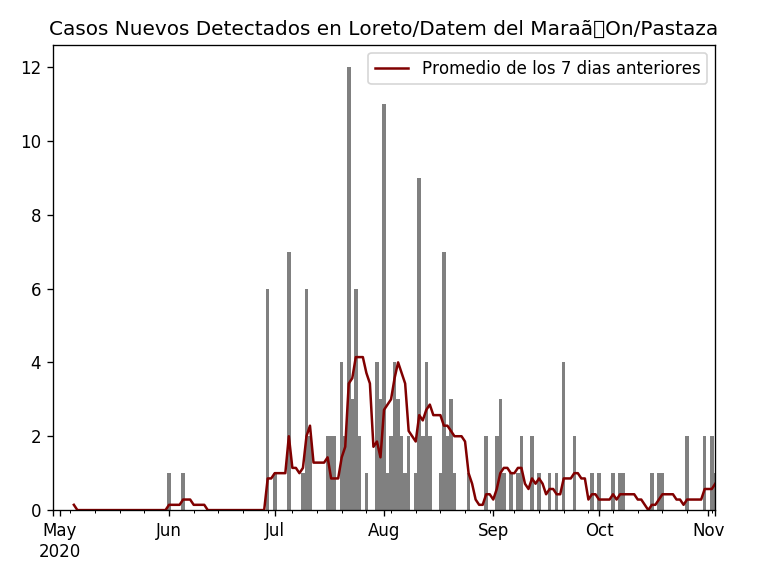 Casos Nuevos Detectados en Loreto/Datem del Maraã▯On/Pastaza
Promedio de los 7 dias anteriores
12
10
8
6
4
2
0
May Jun Jul Aug Sep Oct Nov
2020